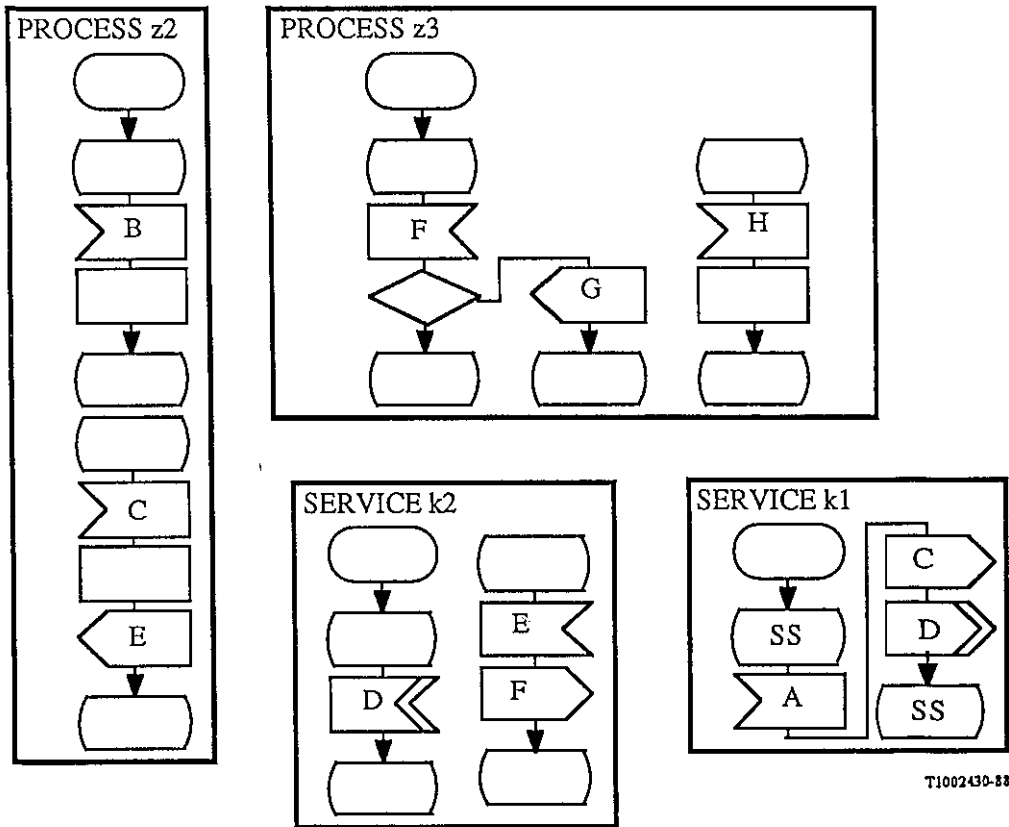 PROCESS z2
B
C
E
PROCESS z3
F
G
H
SERVICE k2
D
E
F
SERVICE k1
SS
A
C
D
SS
T1002430-88